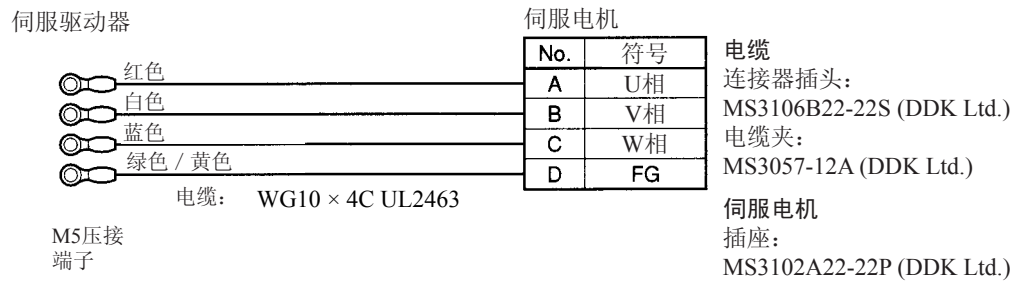 伺服驱动器
伺服电机
No. 符号
红色 A U相
白色 B V相
蓝色 C W相
绿色 / 黄色 D FG
电缆： WG10 × 4C UL2463
M5压接
端子
电缆
连接器插头：
MS3106B22-22S (DDK Ltd.)
电缆夹：
MS3057-12A (DDK Ltd.)
伺服电机
插座：
MS3102A22-22P (DDK Ltd.)